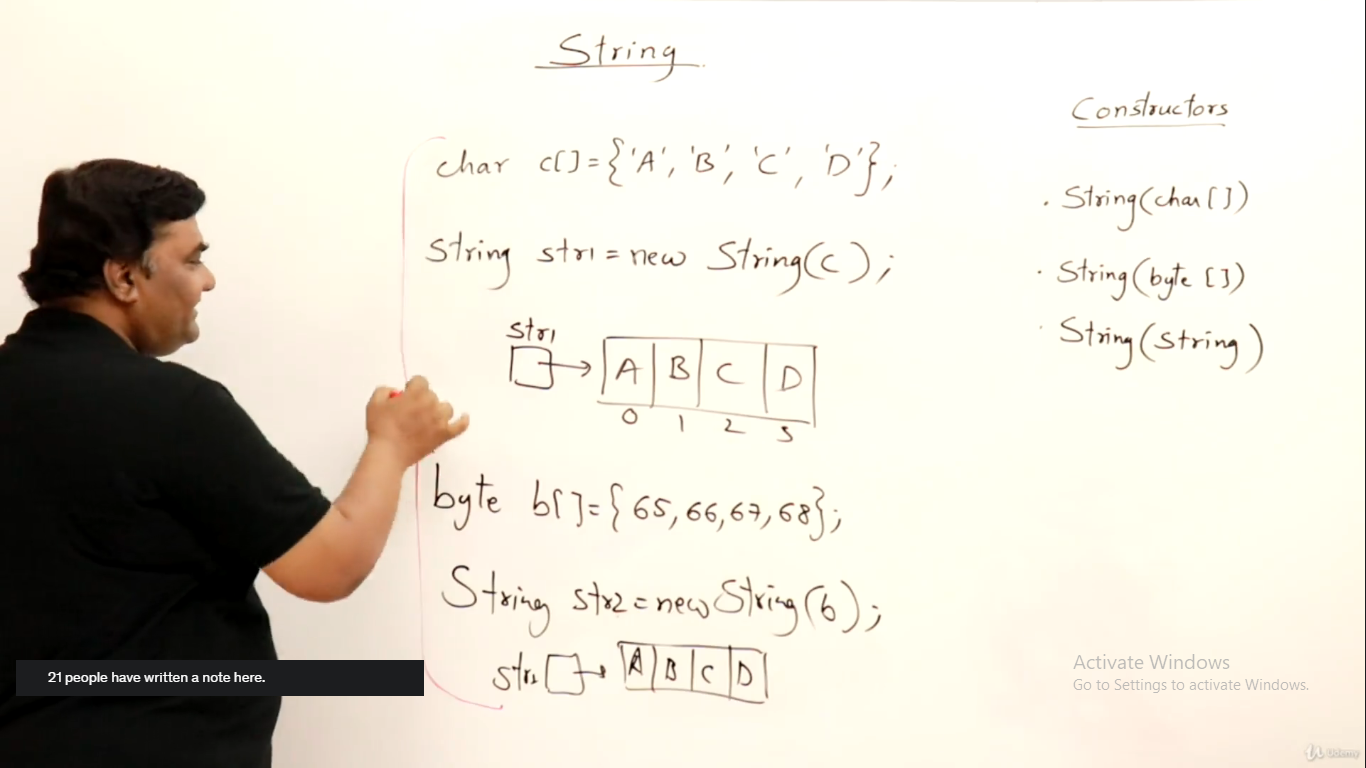 String
char c[]={'A', 'B', 'C', 'D'};
String str1 = new String(c);
str1
A B C D
0 1 2 3
byte b[]={65,66,67,68};
String str2 = new String(b);
str2
A B C D
Constructors
. String(char[])
. String(byte [])
. String(String)
21 people have written a note here.
Activate Windows
Go to Settings to activate Windows.
Udemy